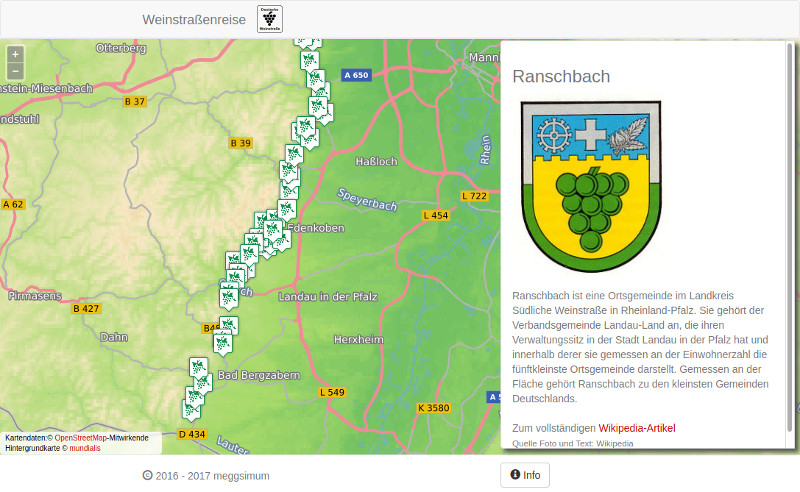 Weinstraßenreise
Deutsche
Weinstraße
+
−
Otterberg
nstein-Miesenbach
B 37
A 650
Mann
ndstuhl
B 39
Haßloch
Rhein
A 62
Speyerbach
L 722
L 454
Edenkoben
Pirmasens
B 427
Landau in der Pfalz
Dahn
Herxheim
Bad Bergzabern
L 549
K 3580
D 434
Lauter
Kartendaten:© OpenStreetMap-Mitwirkende
Hintergrundkarte © mundialis
Ranschbach
Ranschbach ist eine Ortsgemeinde im Landkreis
Südliche Weinstraße in Rheinland-Pfalz. Sie gehört der
Verbandsgemeinde Landau-Land an, die ihren
Verwaltungssitz in der Stadt Landau in der Pfalz hat und
innerhalb derer sie gemessen an der Einwohnerzahl die
fünftkleinste Ortsgemeinde darstellt. Gemessen an der
Fläche gehört Ranschbach zu den kleinsten Gemeinden
Deutschlands.
Zum vollständigen Wikipedia-Artikel
Quelle Foto und Text: Wikipedia
© 2016 - 2017 meggsimum
Info